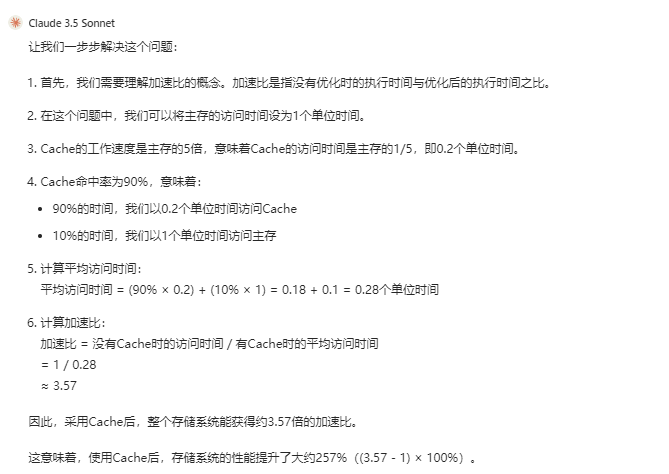 Claude 3.5 Sonnet
让我们一步步解决这个问题：
1. 首先，我们需要理解加速比的概念。加速比是指没有优化时的执行时间与优化后的执行时间之比。
2. 在这个问题中，我们可以将主存的访问时间设为1个单位时间。
3. Cache的工作速度是主存的5倍，意味着Cache的访问时间是主存的1/5，即0.2个单位时间。
4. Cache命中率为90%，意味着：
• 90%的时间，我们以0.2个单位时间访问Cache
• 10%的时间，我们以1个单位时间访问主存
5. 计算平均访问时间：
平均访问时间 = (90% × 0.2) + (10% × 1) = 0.18 + 0.1 = 0.28个单位时间
6. 计算加速比：
加速比 = 没有Cache时的访问时间 / 有Cache时的平均访问时间
= 1 / 0.28
≈ 3.57
因此，采用Cache后，整个存储系统能获得约3.57倍的加速比。
这意味着，使用Cache后，存储系统的性能提升了大约257%（(3.57 - 1) × 100%）。